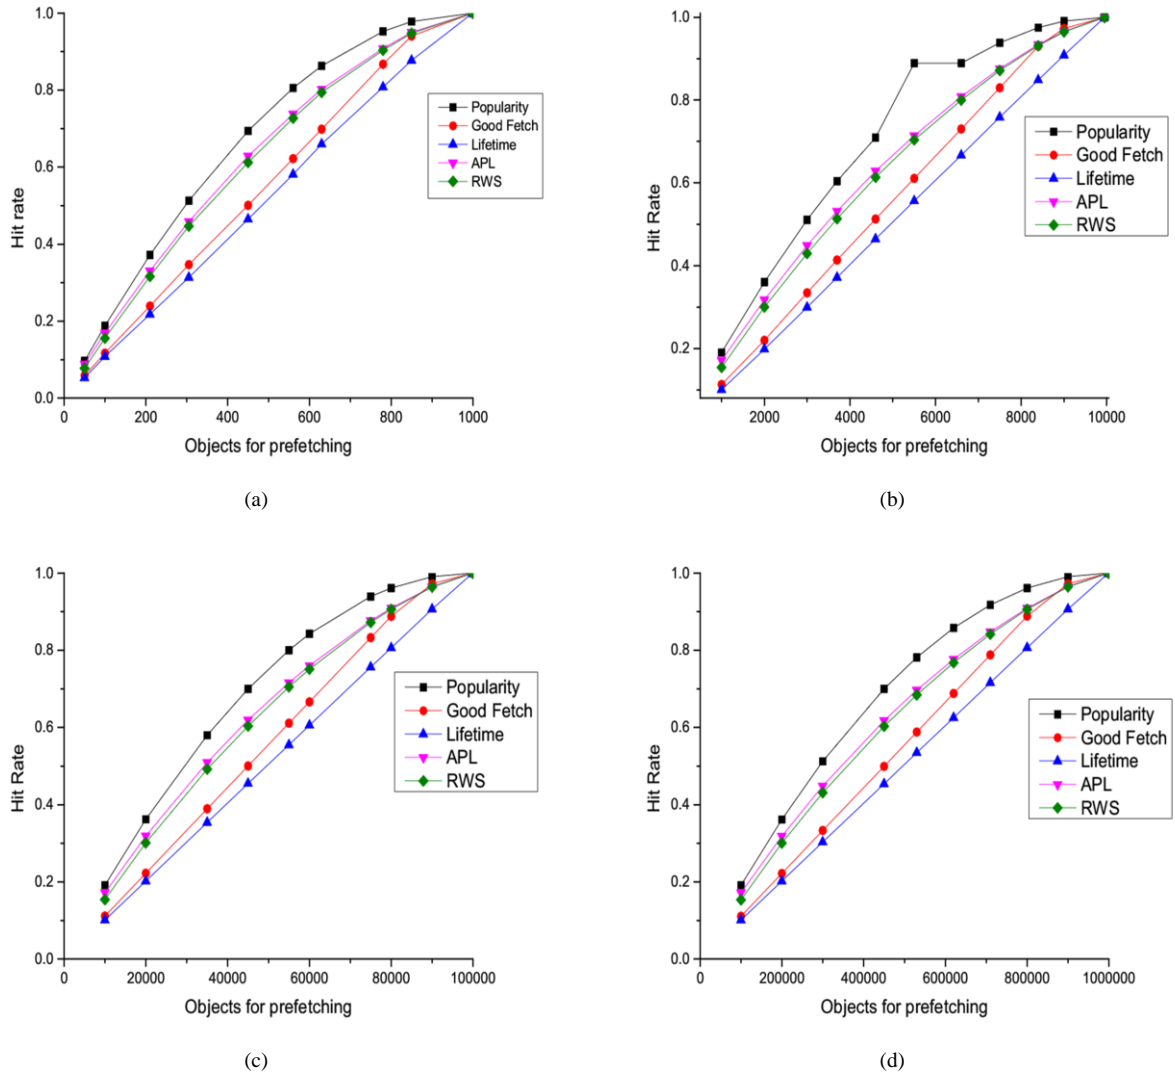 1.0
0.8
0.6
0.4
0.2
0.0
Hit rate
0 200 400 600 800 1000
Objects for prefetching
Popularity
Good Fetch
Lifetime
APL
RWS
(a)
1.0
0.8
0.6
0.4
0.2
Hit Rate
2000 4000 6000 8000 10000
Objects for prefetching
Popularity
Good Fetch
Lifetime
APL
RWS
(b)
1.0
0.8
0.6
0.4
0.2
0.0
Hit Rate
0 20000 40000 60000 80000 100000
Objects for prefetching
Popularity
Good Fetch
Lifetime
APL
RWS
(c)
1.0
0.8
0.6
0.4
0.2
0.0
Hit Rate
0 200000 400000 600000 800000 1000000
Objects for prefetching
Popularity
Good Fetch
Lifetime
APL
RWS
(d)